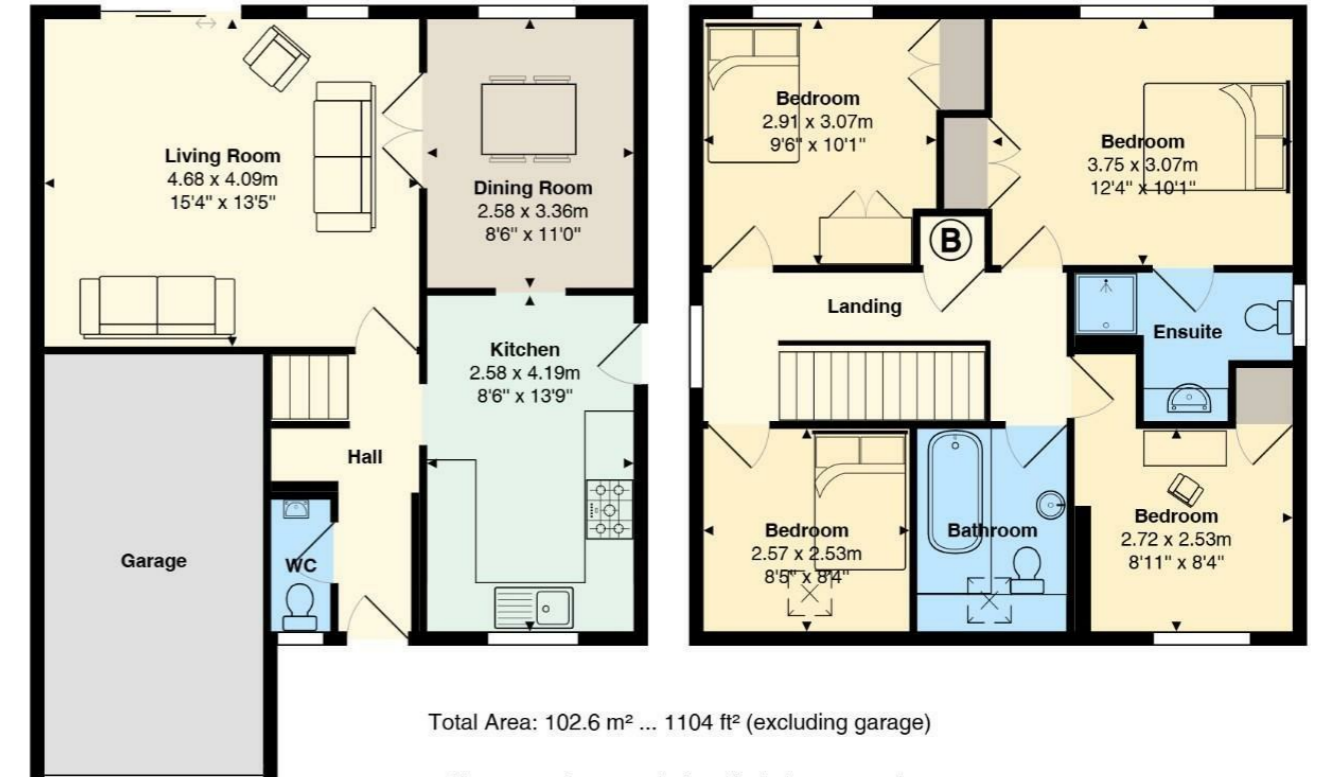 Living Room
4.68 x 4.09m
15'4" x 13'5"
Dining Room
2.58 x 3.36m
8'6" x 11'0"
Kitchen
2.58 x 4.19m
8'6" x 13'9"
Hall
WC
Garage
Bedroom
2.91 x 3.07m
9'6" x 10'1"
Bedroom
3.75 x 3.07m
12'4" x 10'1"
B
Landing
Ensuite
Bedroom
2.57 x 2.53m
8'5" x 8'4"
Bathroom
Bedroom
2.72 x 2.53m
8'11" x 8'4"
Total Area: 102.6 m² ... 1104 ft² (excluding garage)